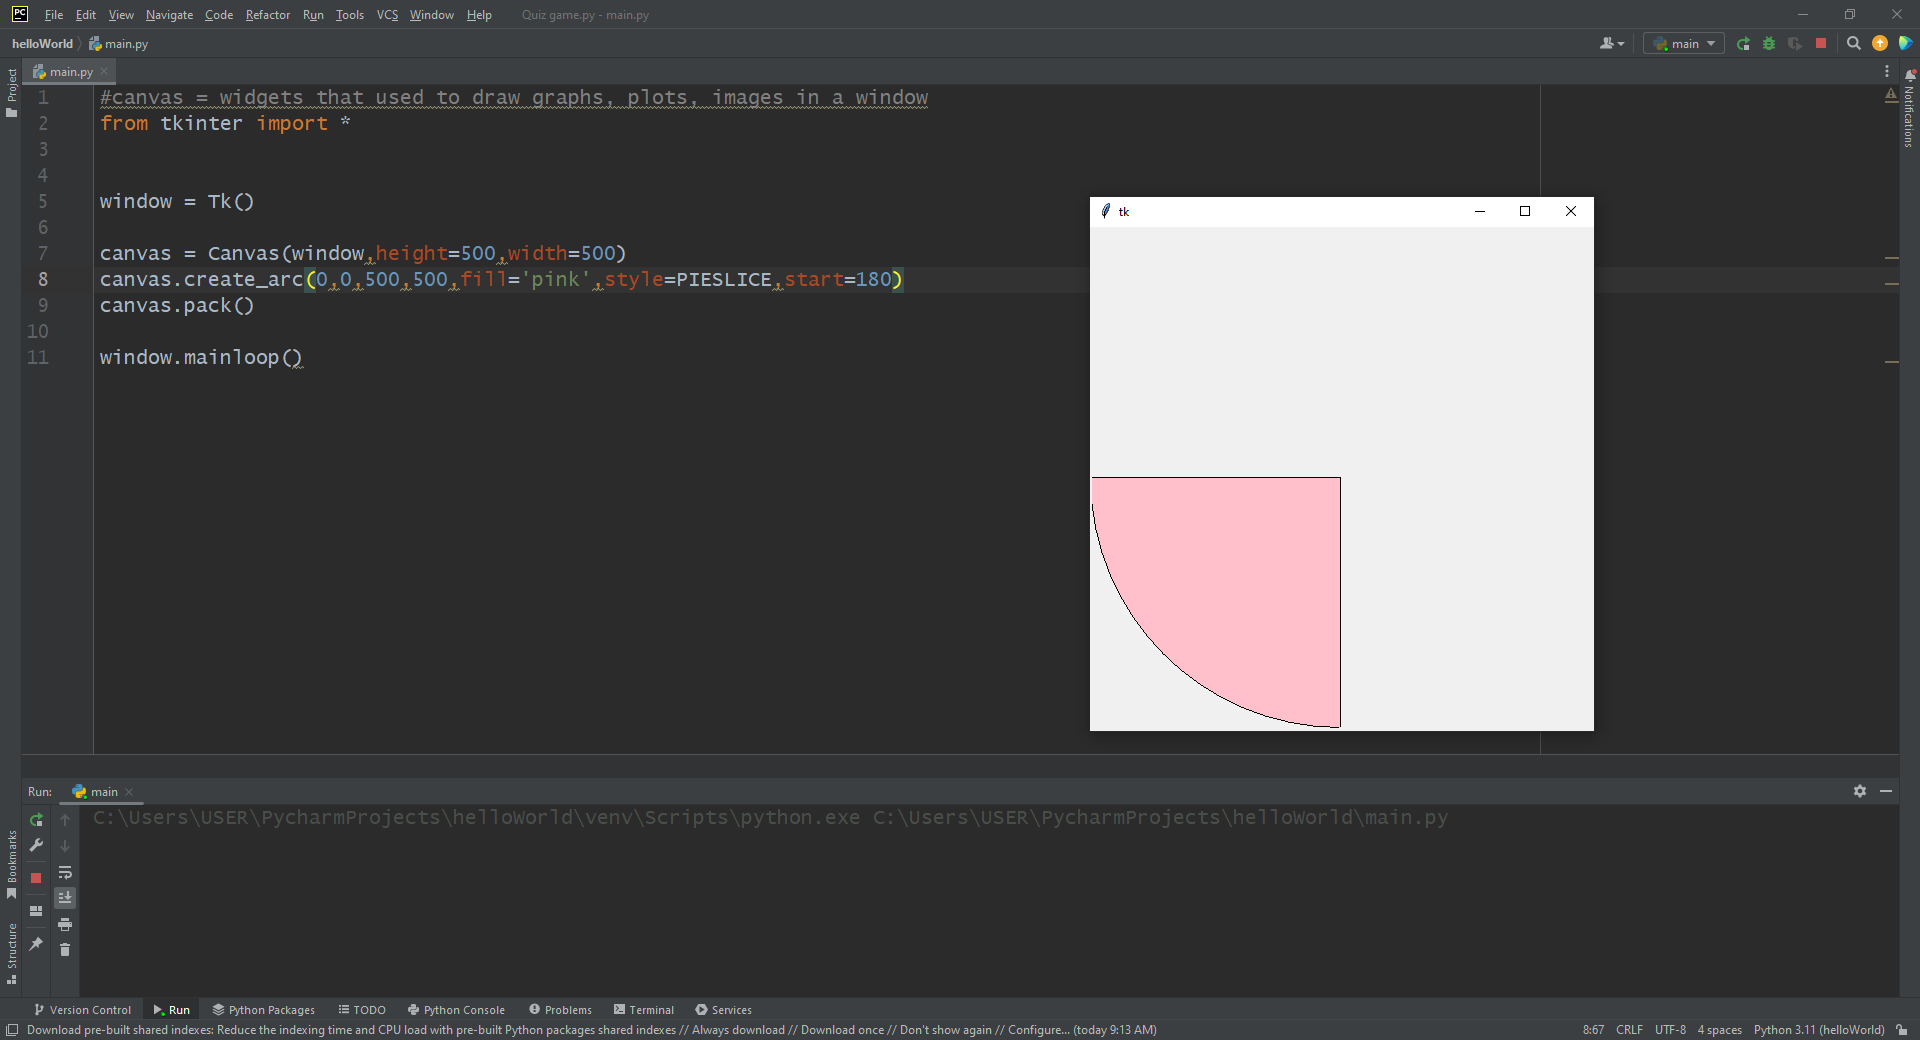 PC File Edit View Navigate Code Refactor Run Tools VCS Window Help Quiz game.py - main.py
helloWorld main.py main
main.py
Project
Notifications
1 #canvas = widgets that used to draw graphs, plots, images in a window
2 from tkinter import *
3
4
5 window = Tk()
6
7 canvas = Canvas(window,height=500,width=500)
8 canvas.create_arc(0,0,500,500,fill='pink',style=PIESLICE,start=180)
9 canvas.pack()
10
11 window.mainloop()
tk
Run: main
C:\Users\USER\PycharmProjects\helloWorld\venv\Scripts\python.exe C:\Users\USER\PycharmProjects\helloWorld\main.py
Bookmarks
Structure
Version Control Run Python Packages TODO Python Console Problems Terminal Services
Download pre-built shared indexes: Reduce the indexing time and CPU load with pre-built Python packages shared indexes // Always download // Download once // Don't show again // Configure... (today 9:13 AM) 8:67 CRLF UTF-8 4 spaces Python 3.11 (helloWorld)